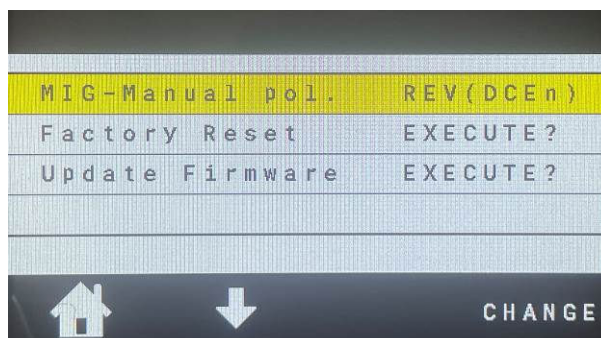 MIG-Manual pol. REV(DCEn)
Factory Reset EXECUTE?
Update Firmware EXECUTE?
CHANGE